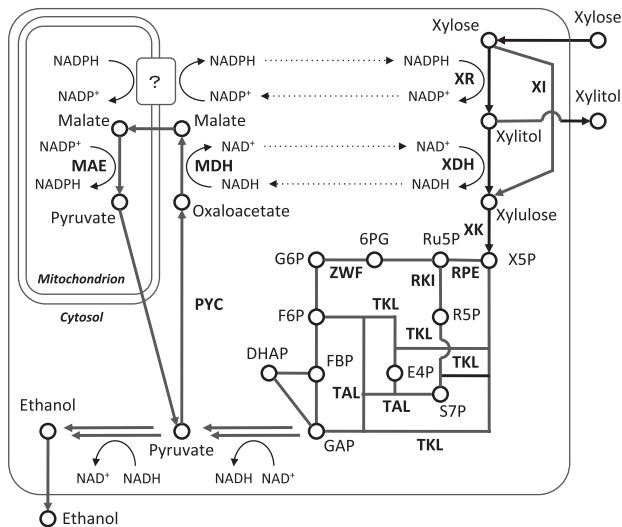 Xylose
Xylose
NADPH
NADPH
NADPH
?
XR
XI
NADP⁺
NADP⁺
NADP⁺
Xylitol
Malate
Malate
Xylitol
NADP⁺
NAD⁺
NAD⁺
MAE
MDH
XDH
NADPH
NADH
NADH
Pyruvate
Oxaloacetate
Xylulose
XK
6PG
Ru5P
G6P
X5P
ZWF
RKI
RPE
Mitochondrion
PYC
TKL
Cytosol
F6P
R5P
TKL
DHAP
FBP
TKL
E4P
TAL
TAL
S7P
Ethanol
Pyruvate
GAP
TKL
NAD⁺
NADH
NADH
NAD⁺
Ethanol